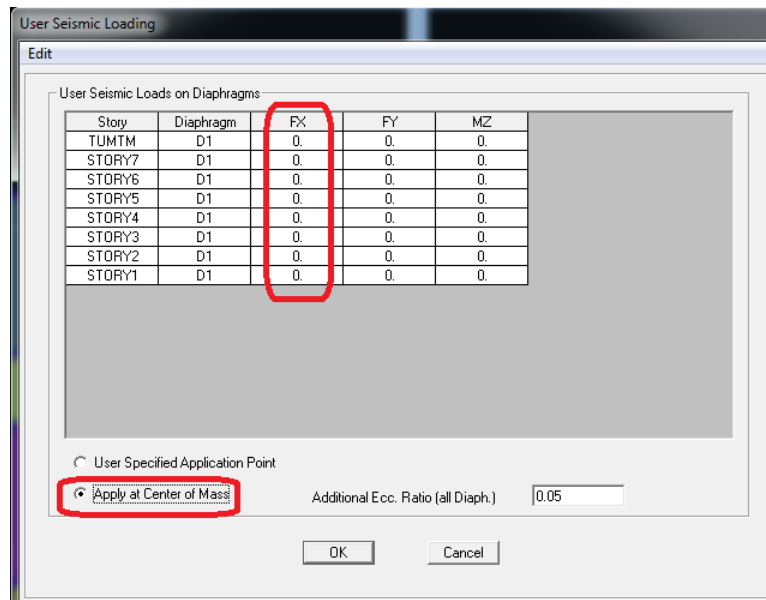 User Seismic Loading
Edit
User Seismic Loads on Diaphragms
Story Diaphragm FX FY MZ
TUMTM D1 0. 0. 0.
STORY7 D1 0. 0. 0.
STORY6 D1 0. 0. 0.
STORY5 D1 0. 0. 0.
STORY4 D1 0. 0. 0.
STORY3 D1 0. 0. 0.
STORY2 D1 0. 0. 0.
STORY1 D1 0. 0. 0.
User Specified Application Point
Apply at Center of Mass Additional Ecc. Ratio (all Diaph.) 0.05
OK Cancel